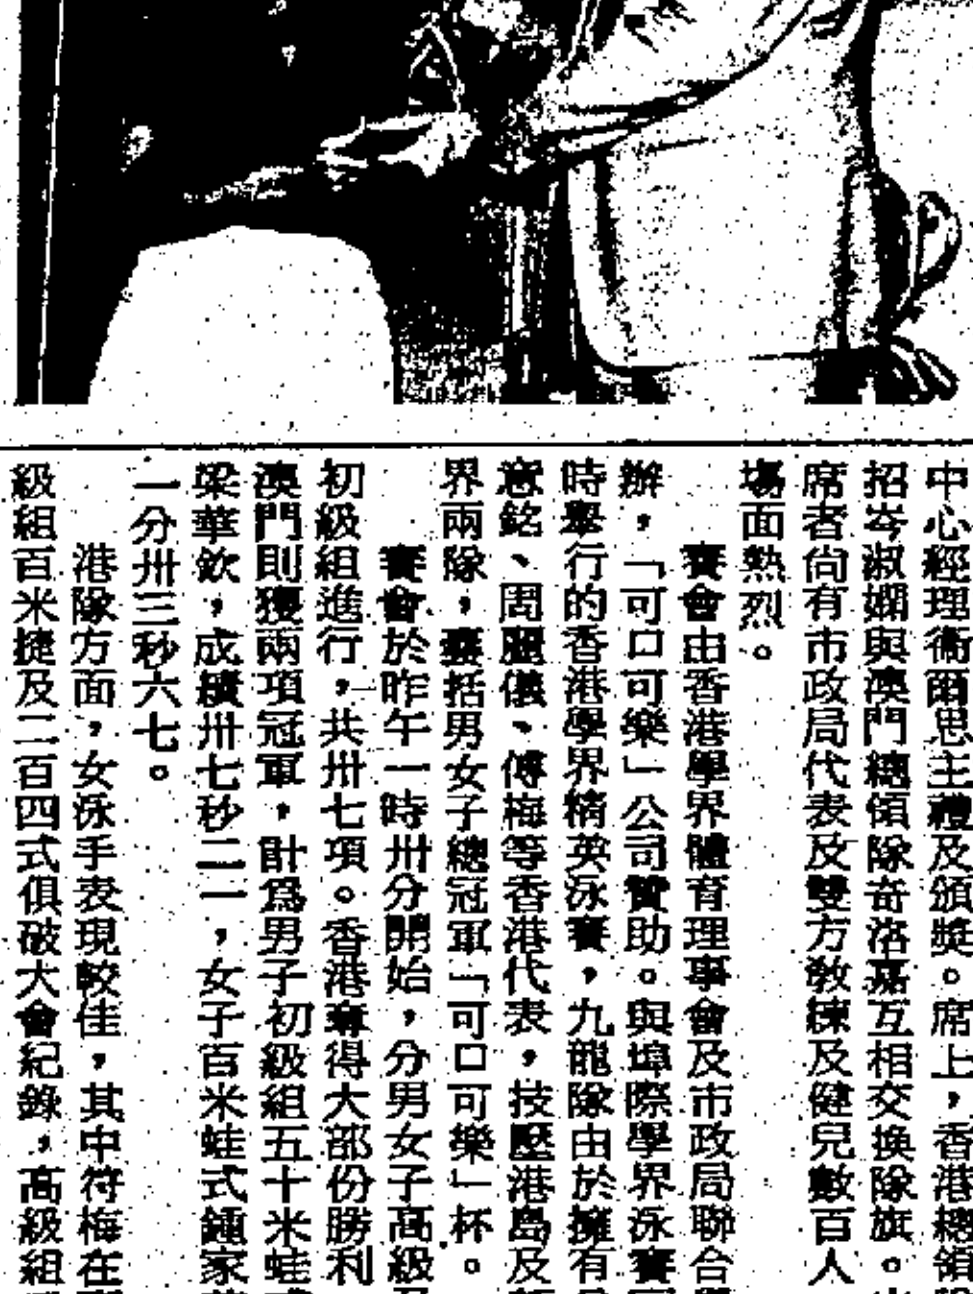 中心經理衞爾思主禮及頒獎。席上，香港總領
招岑淑嫻與澳門總領隊奇洛嘉互相交換隊旗。
席者尙有市政局代表及雙方敎練及健兒數百人
塲面熱烈。
賽會由香港學界體育理事會及市政局聯合
辦，「可口可樂」公司贊助。與埠際學界泳賽
時舉行的香港學界精英泳賽，九龍隊由於擁有
意銘、周麗儀、傅梅等香港代表，技壓港島及
界兩隊，囊括男女子總冠軍「可口可樂」杯。
賽會於昨午一時卅分開始，分男女子高級
初級組進行，共卅七項。香港奪得大部份勝利
澳門則獲兩項冠軍，計爲男子初級組五十米蛙
梁華欽，成績卅七秒二一，女子百米蛙式鍾家
一分卅三秒六七。
港隊方面，女泳手表現較佳，其中符梅在
級組百米捷及二百四式俱破大會紀錄，高級組